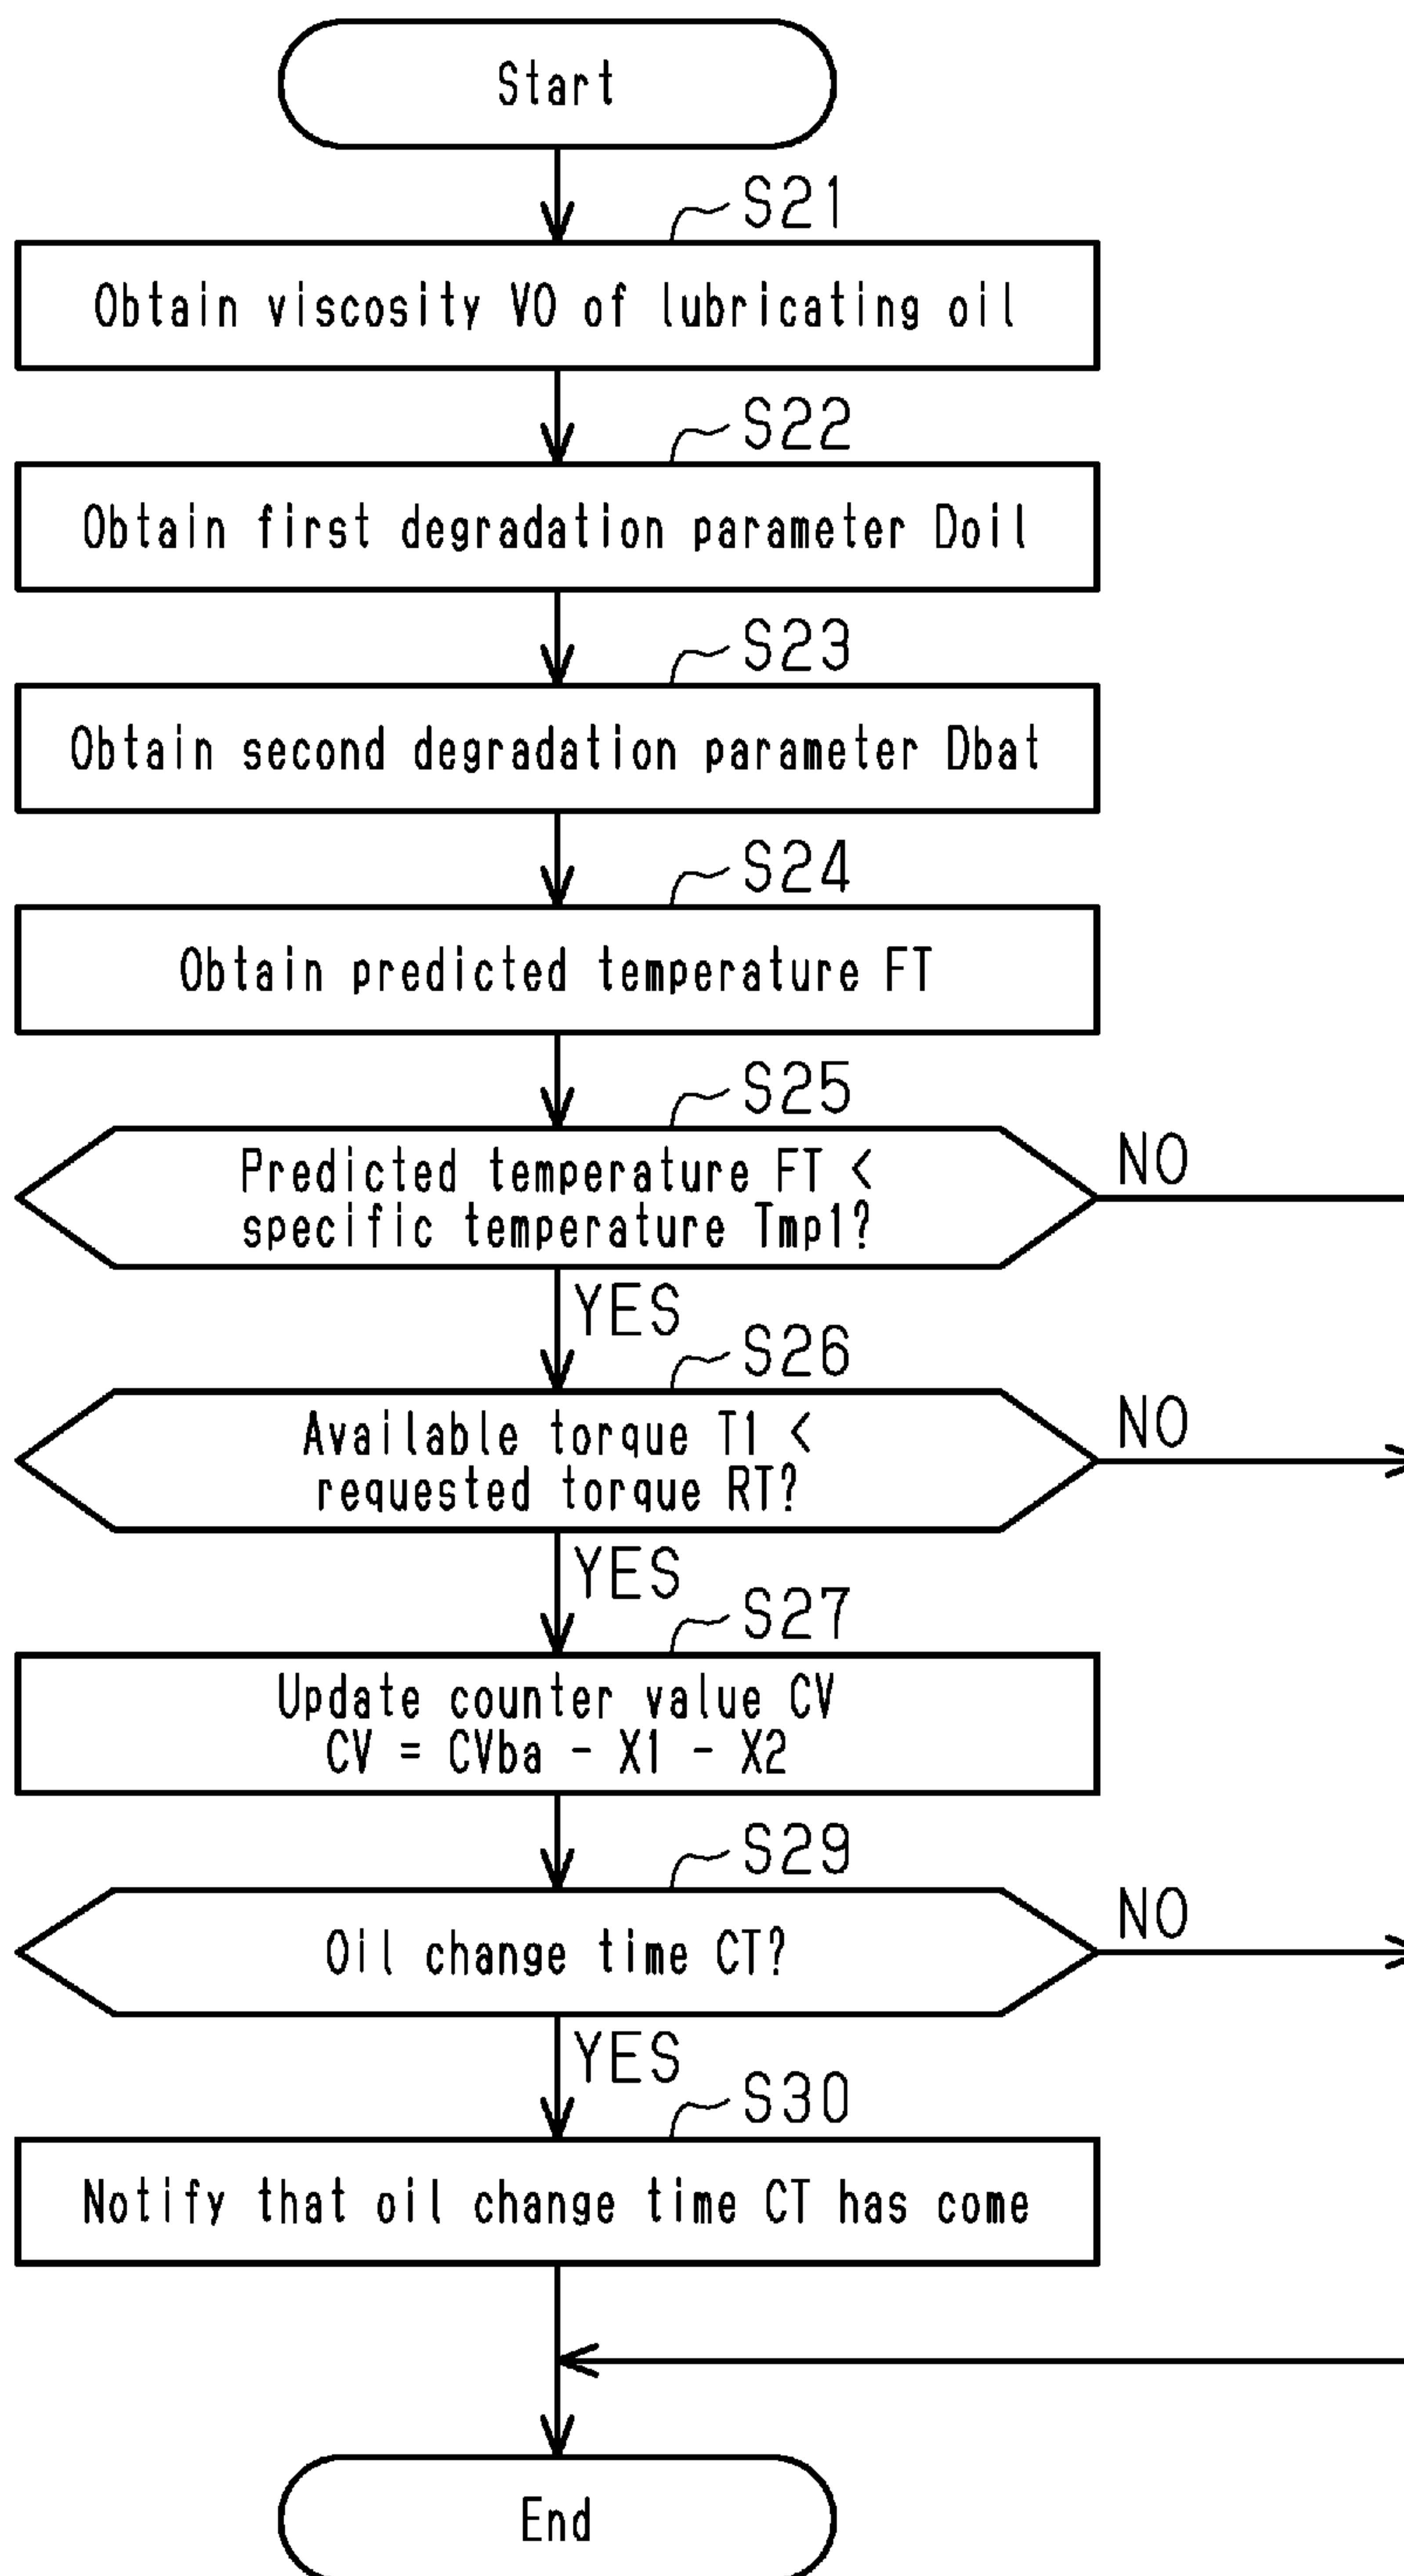 Start
S21
Obtain viscosity VO of lubricating oil
S22
Obtain first degradation parameter Doil
S23
Obtain second degradation parameter Dbat
S24
Obtain predicted temperature FT
S25
Predicted temperature FT <
specific temperature Tmp1?
NO
YES
S26
Available torque T1 <
requested torque RT?
NO
YES
S27
Update counter value CV
CV = CVba - X1 - X2
S29
Oil change time CT?
NO
YES
S30
Notify that oil change time CT has come
End